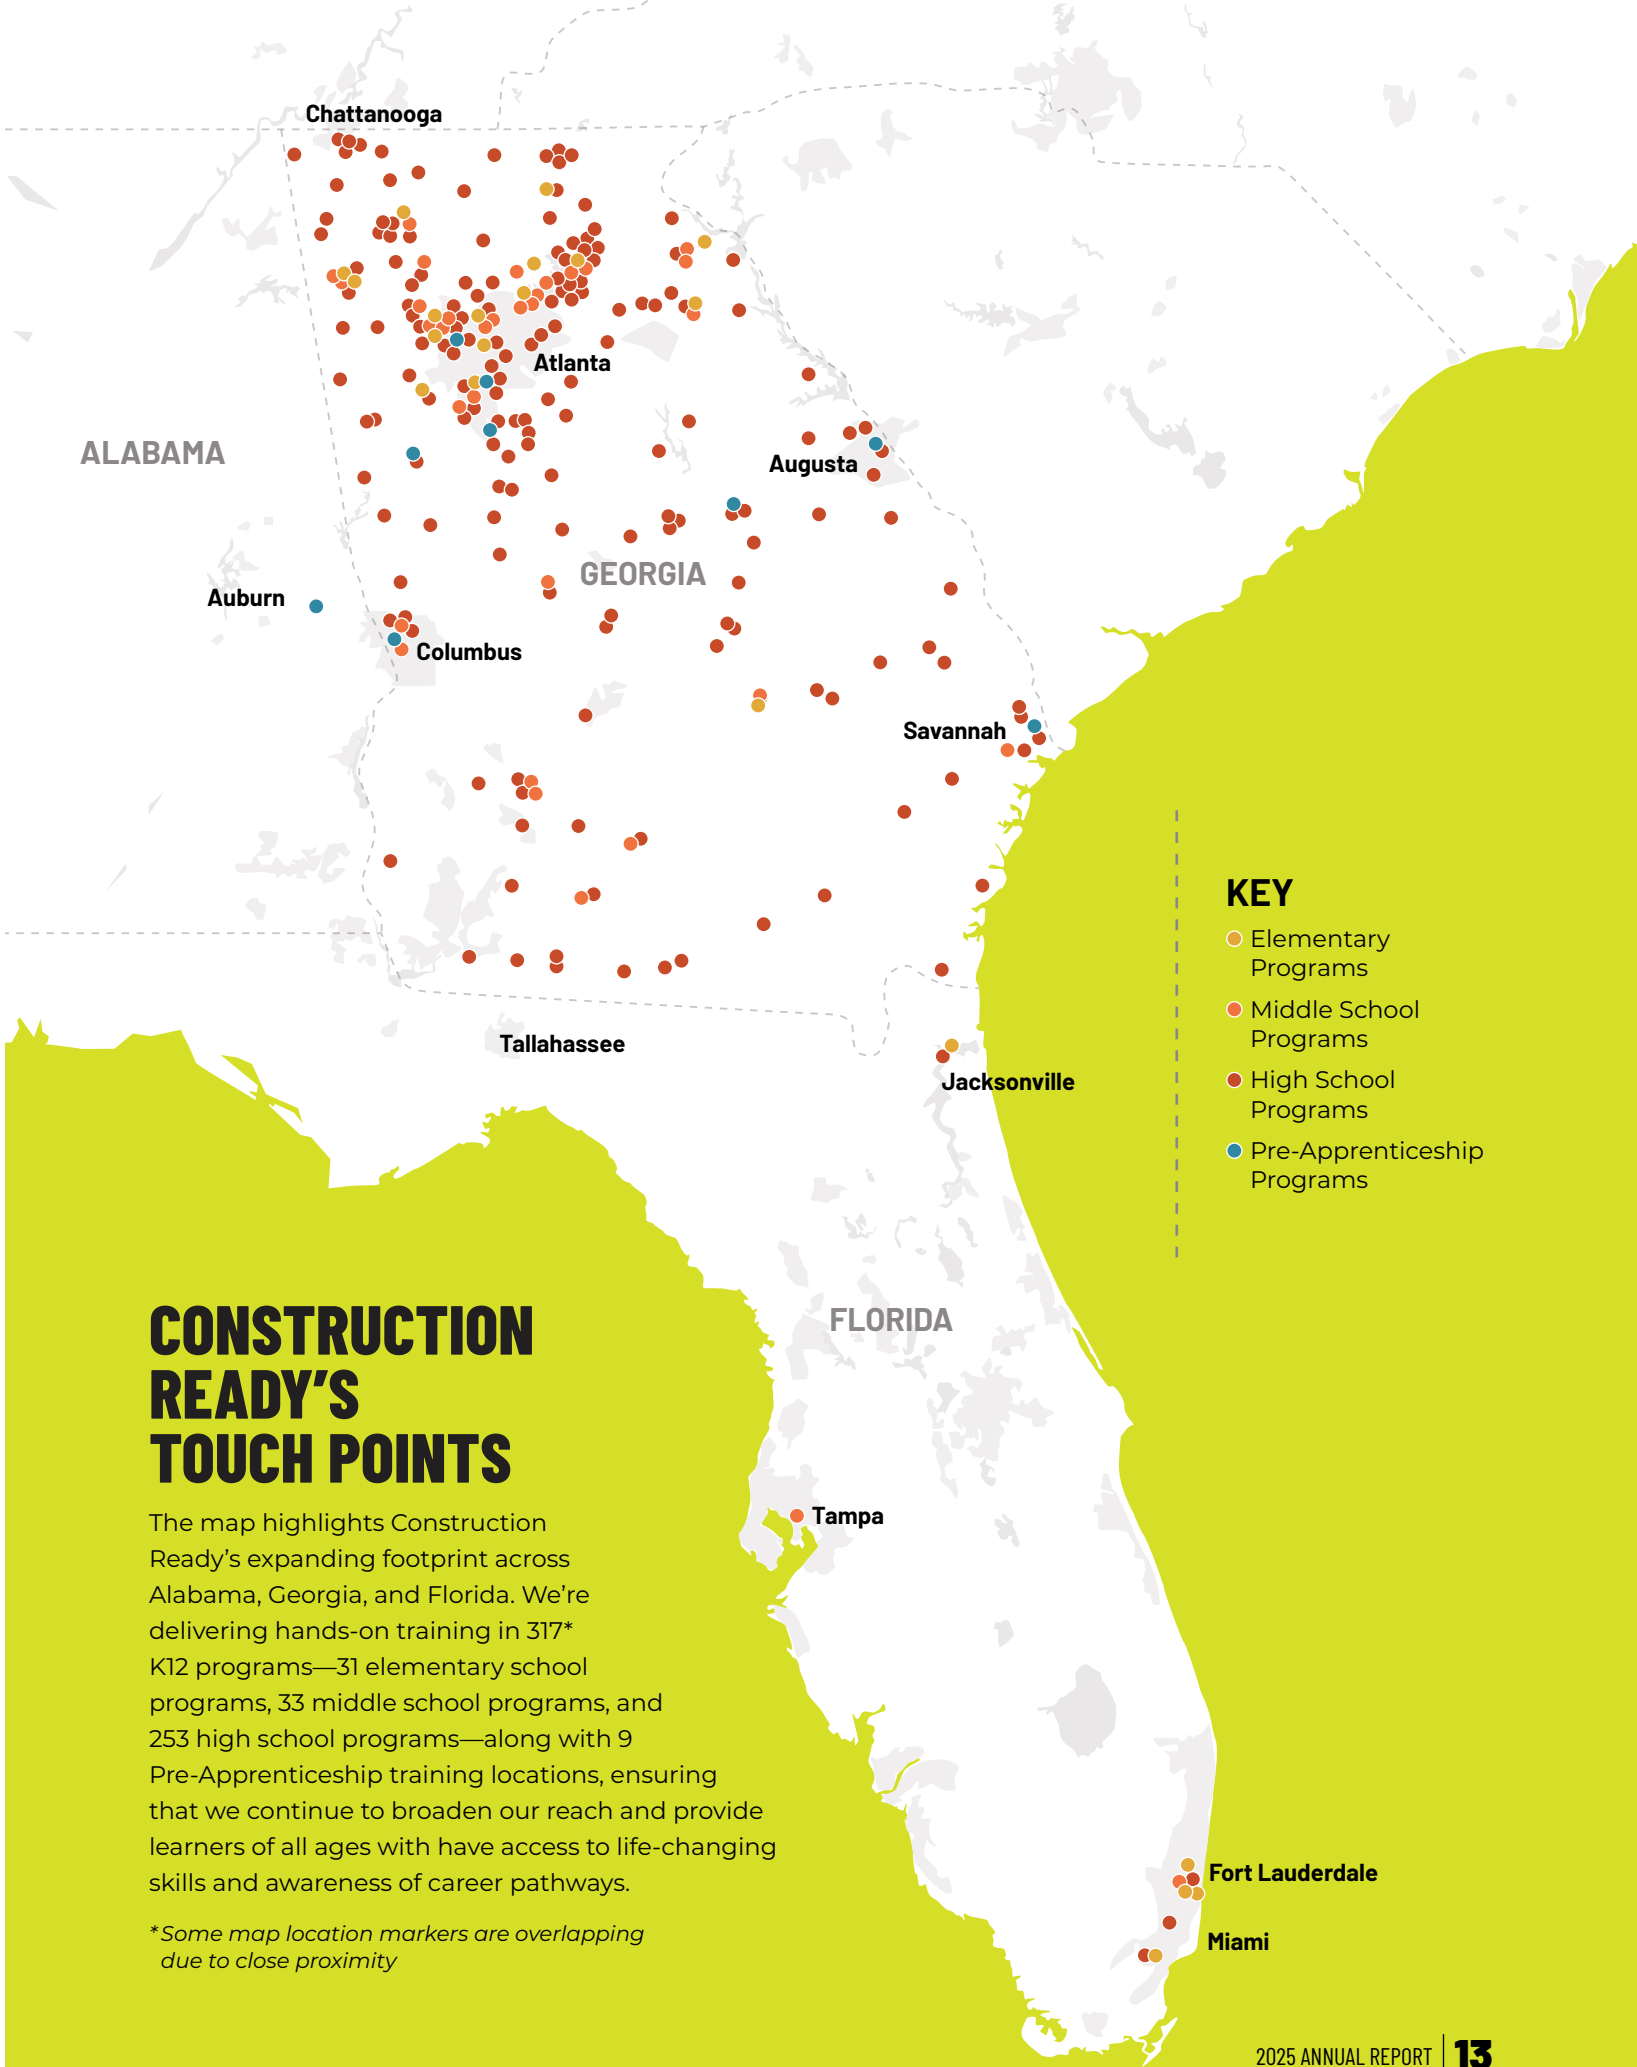 Chattanooga
Atlanta
ALABAMA
Augusta
GEORGIA
Auburn
Columbus
Savannah
KEY
Elementary
Programs
Middle School
Programs
High School
Programs
Pre-Apprenticeship
Programs
Tallahassee
Jacksonville
FLORIDA
CONSTRUCTION
READY’S
TOUCH POINTS
The map highlights Construction
Ready’s expanding footprint across
Alabama, Georgia, and Florida. We’re
delivering hands-on training in 317*
K12 programs—31 elementary school
programs, 33 middle school programs, and
253 high school programs—along with 9
Pre-Apprenticeship training locations, ensuring
that we continue to broaden our reach and provide
learners of all ages with have access to life-changing
skills and awareness of career pathways.
*Some map location markers are overlapping
due to close proximity
Tampa
Fort Lauderdale
Miami
2025 ANNUAL REPORT 13